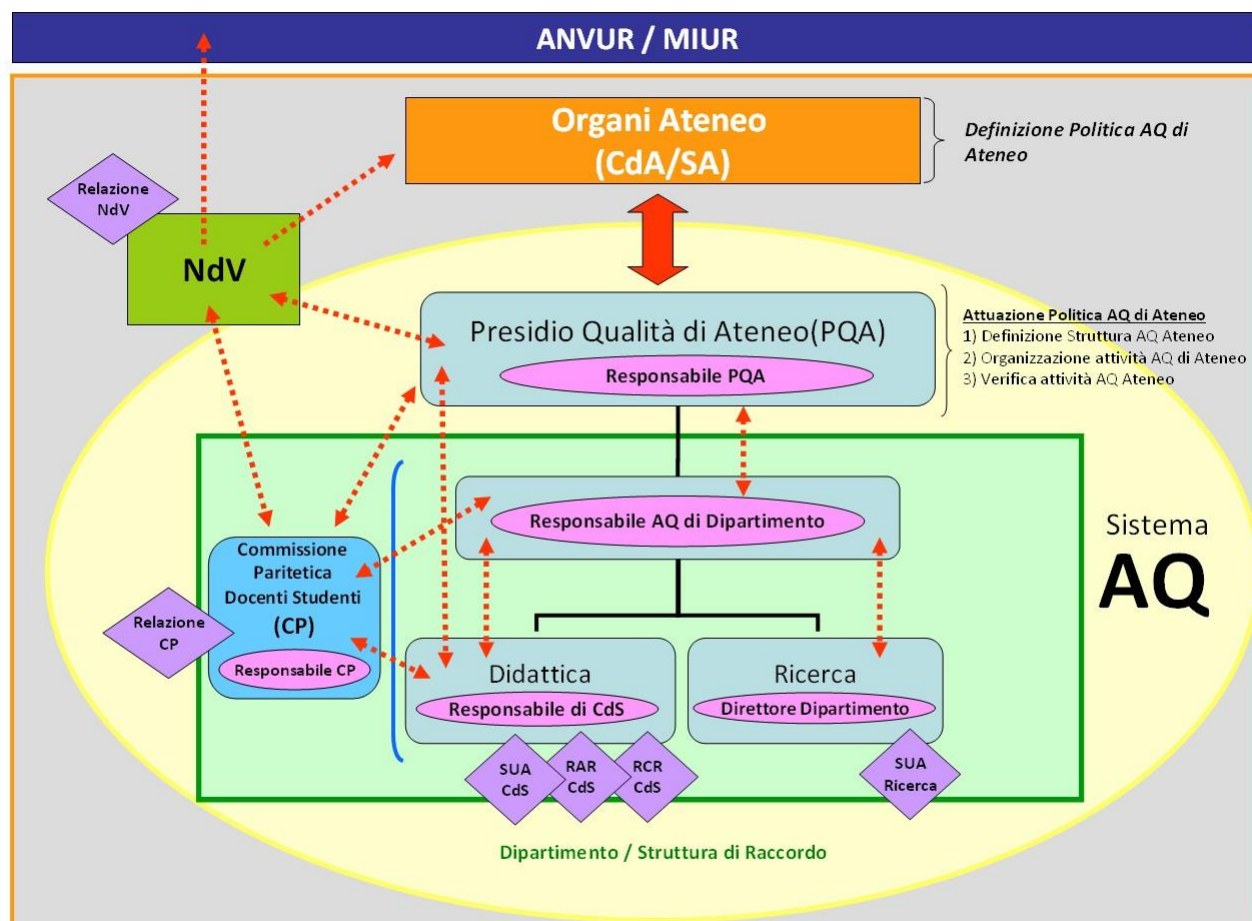 ANVUR / MIUR
Organi Ateneo
(CdA/SA)
Definizione Politica AQ di
Ateneo
Relazione
NdV
NdV
Presidio Qualità di Ateneo(PQA)
Responsabile PQA
Attuazione Politica AQ di Ateneo
1) Definizione Struttura AQ Ateneo
2) Organizzazione attività AQ di Ateneo
3) Verifica attività AQ Ateneo
Responsabile AQ di Dipartimento
Sistema
AQ
Commissione
Paritetica
Docenti Studenti
(CP)
Responsabile CP
Relazione
CP
Didattica
Responsabile di CdS
Ricerca
Direttore Dipartimento
SUA
CdS
RAR
CdS
RCR
CdS
SUA
Ricerca
Dipartimento / Struttura di Raccordo